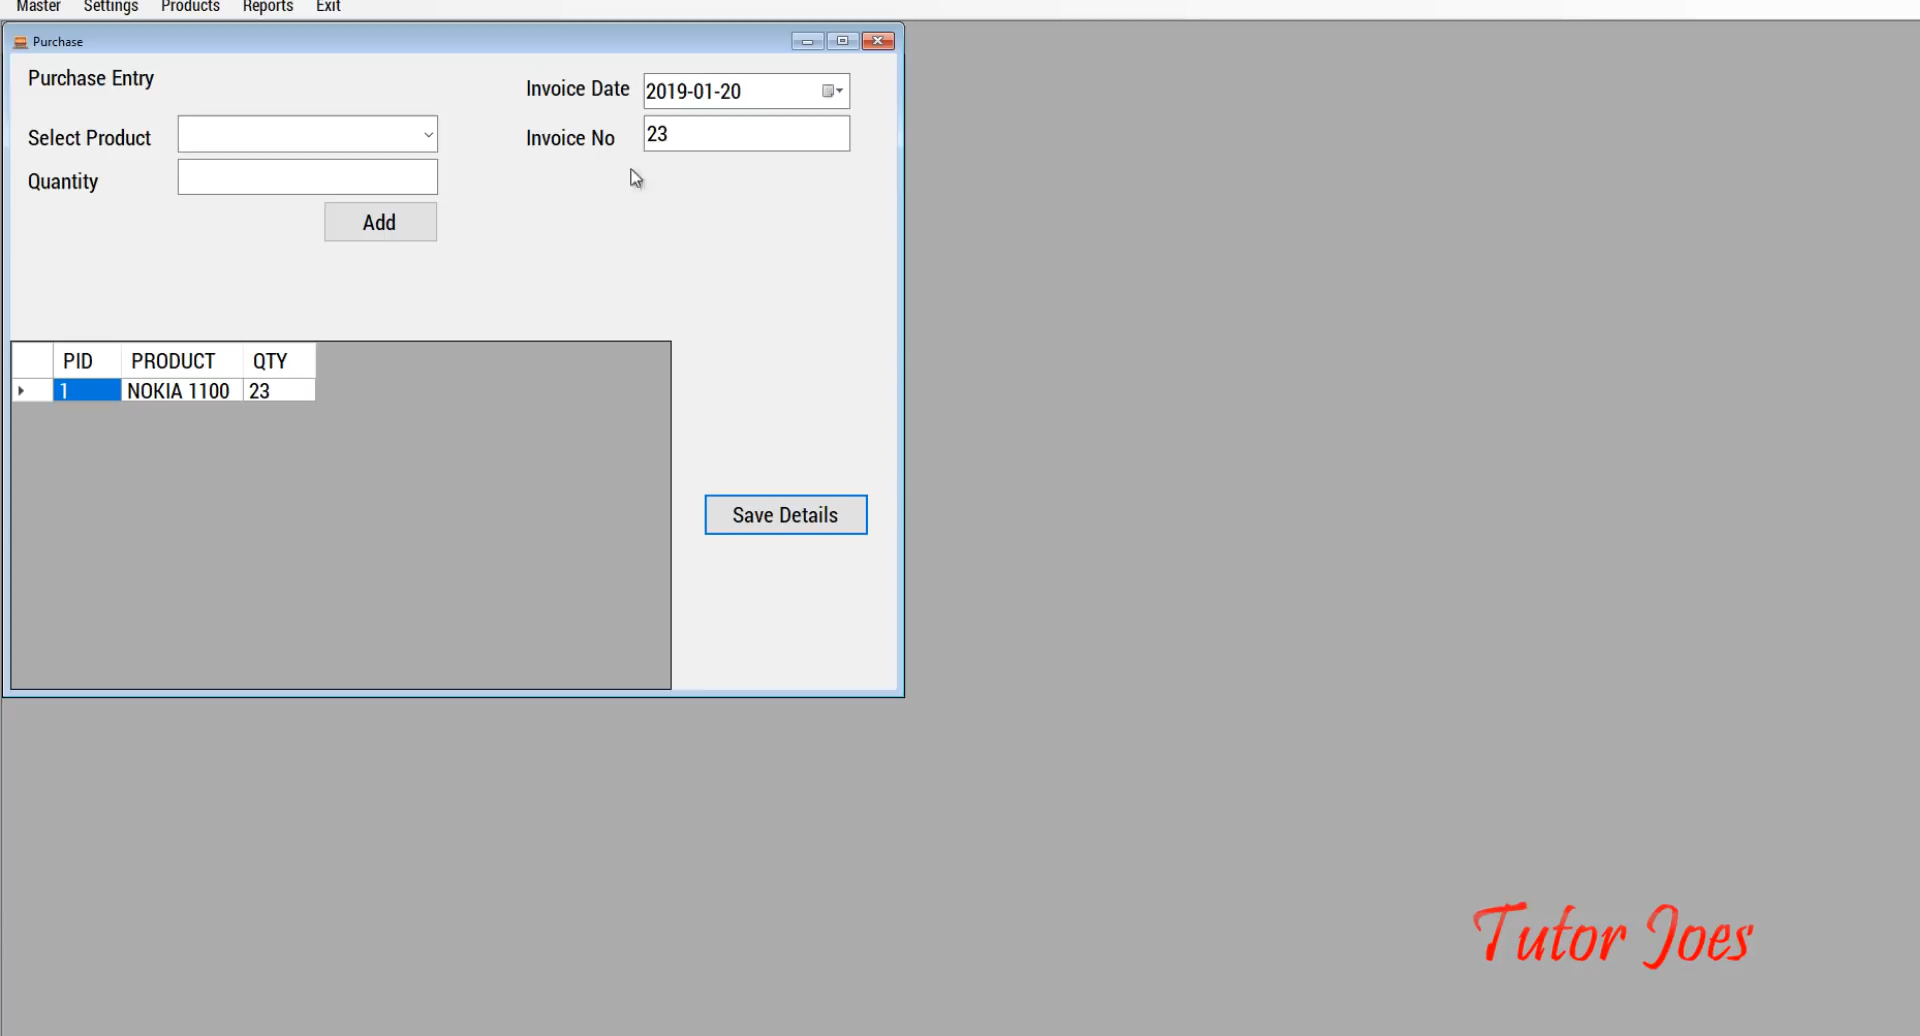 Master Settings Products Reports Exit
Purchase
Purchase Entry
Invoice Date 2019-01-20
Select Product
Invoice No 23
Quantity
Add
PID PRODUCT QTY
1 NOKIA 1100 23
Save Details
Tutor Joes